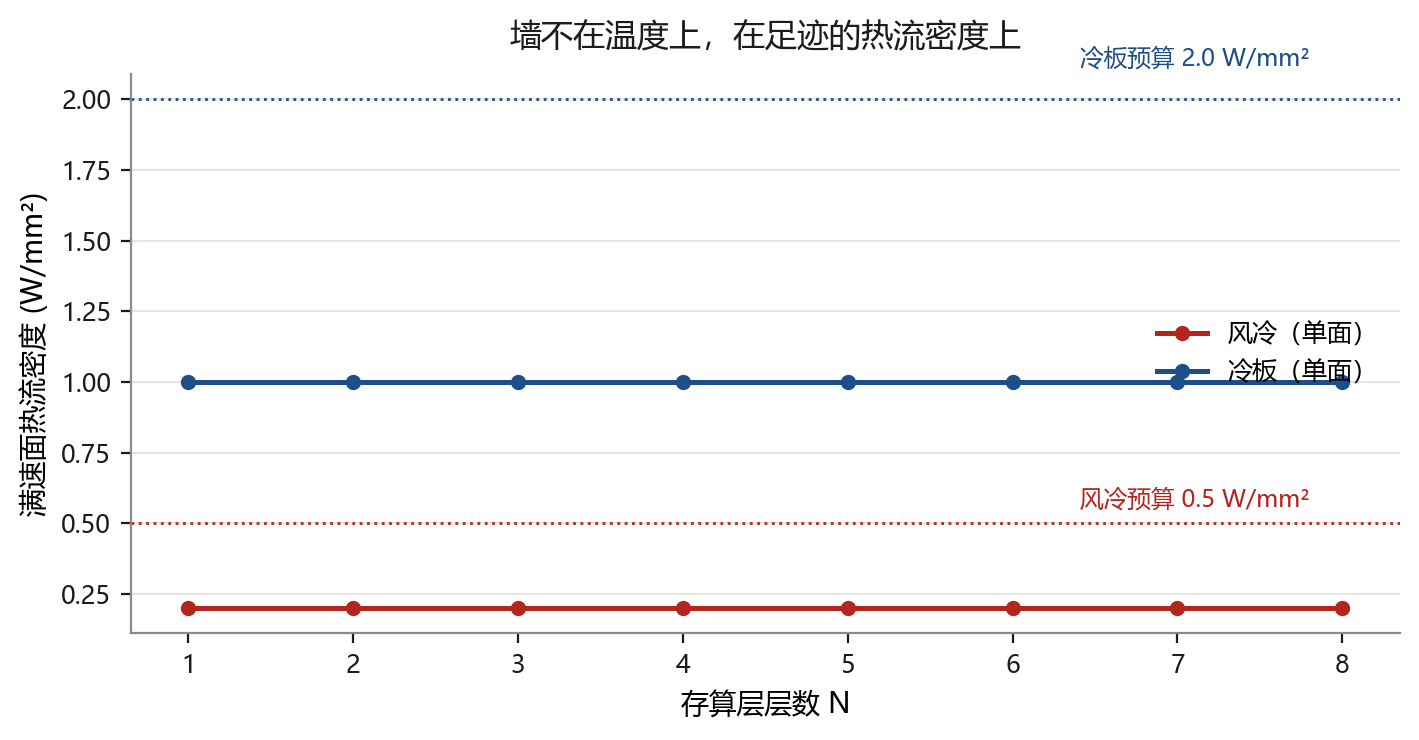 墙不在温度上，在足迹的热流密度上
冷板预算 2.0 W/mm²
2.00
1.75
1.50
1.25
1.00
0.75
0.50
0.25
满速面热流密度 (W/mm²)
风冷（单面）
冷板（单面）
风冷预算 0.5 W/mm²
1 2 3 4 5 6 7 8
存算层层数 N